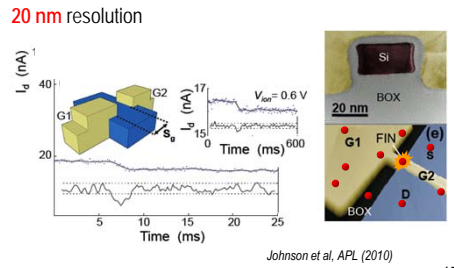 20 nm resolution
I_d (nA)
1
40
20
G1
G2
S_g
5
10
15
20
25
Time (ms)
I_d (nA)
17
15
V_ion= 0.6 V
0
600
Time (ms)
Si
BOX
20 nm
G1
FIN
(e)
S
G2
D
BOX
Johnson et al, APL (2010)